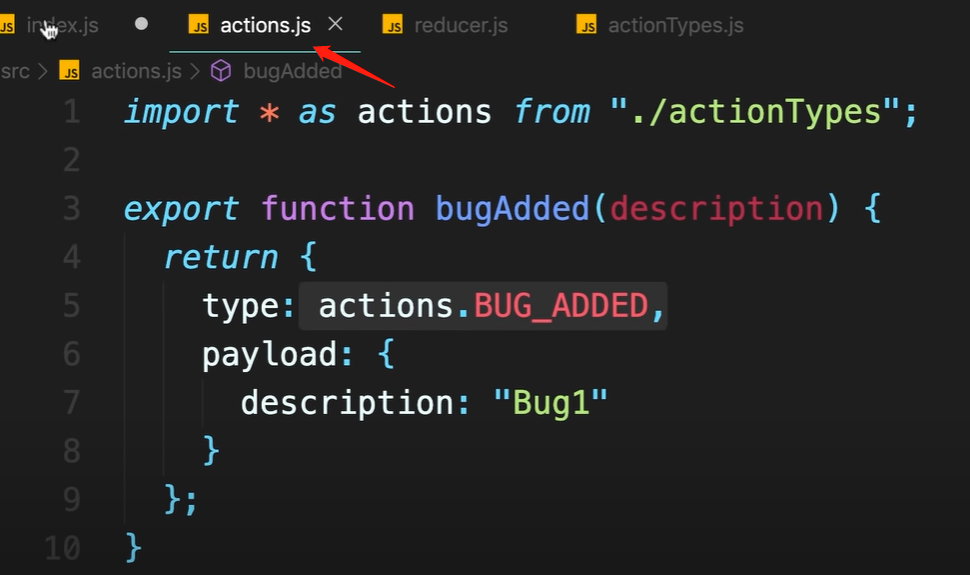 JS index.js JS actions.js JS reducer.js JS actionTypes.js
src > JS actions.js > bugAdded
1 import * as actions from "./actionTypes";
2
3 export function bugAdded(description) {
4 return {
5 type: actions.BUG_ADDED,
6 payload: {
7 description: "Bug1"
8 }
9 };
10 }